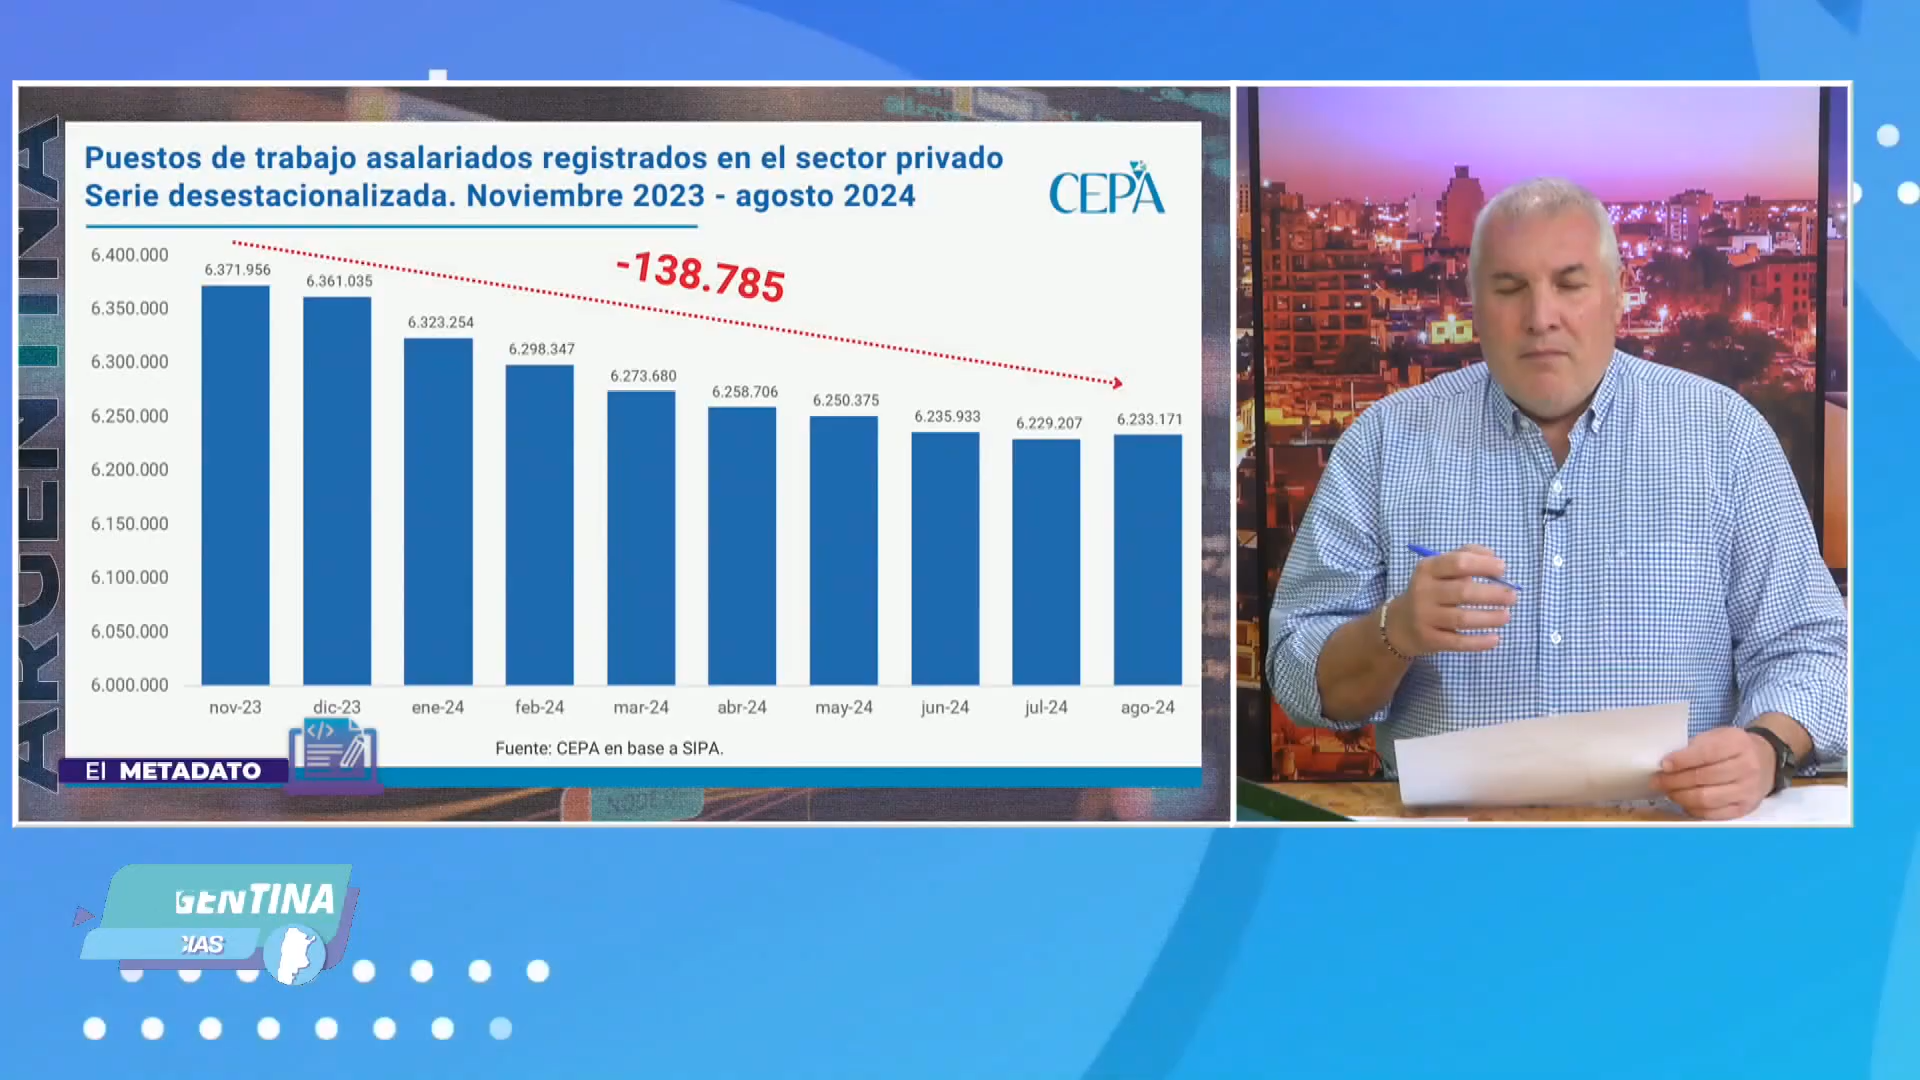 ARGENTINA
Puestos de trabajo asalariados registrados en el sector privado
Serie desestacionalizada. Noviembre 2023 - agosto 2024
CEPA
-138.785
6.400.000
6.350.000
6.300.000
6.250.000
6.200.000
6.150.000
6.100.000
6.050.000
6.000.000
6.371.956
6.361.035
6.323.254
6.298.347
6.273.680
6.258.706
6.250.375
6.235.933
6.229.207
6.233.171
nov-23 dic-23 ene-24 feb-24 mar-24 abr-24 may-24 jun-24 jul-24 ago-24
Fuente: CEPA en base a SIPA.
</>
El METADATO
GENTINA
CIAS